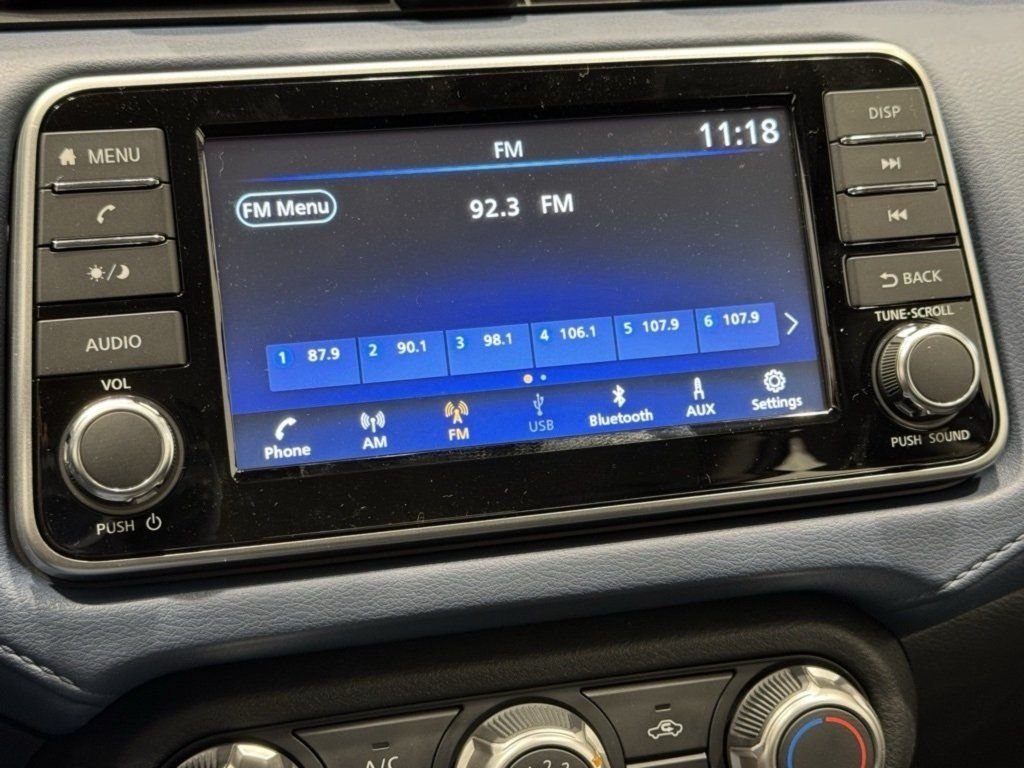 DISP
11:18
FM
MENU
FM Menu
92.3 FM
BACK
TUNE·SCROLL
AUDIO
1 87.9 2 90.1 3 98.1 4 106.1 5 107.9 6 107.9
VOL
Phone AM FM USB Bluetooth AUX Settings
PUSH SOUND
PUSH
A/C